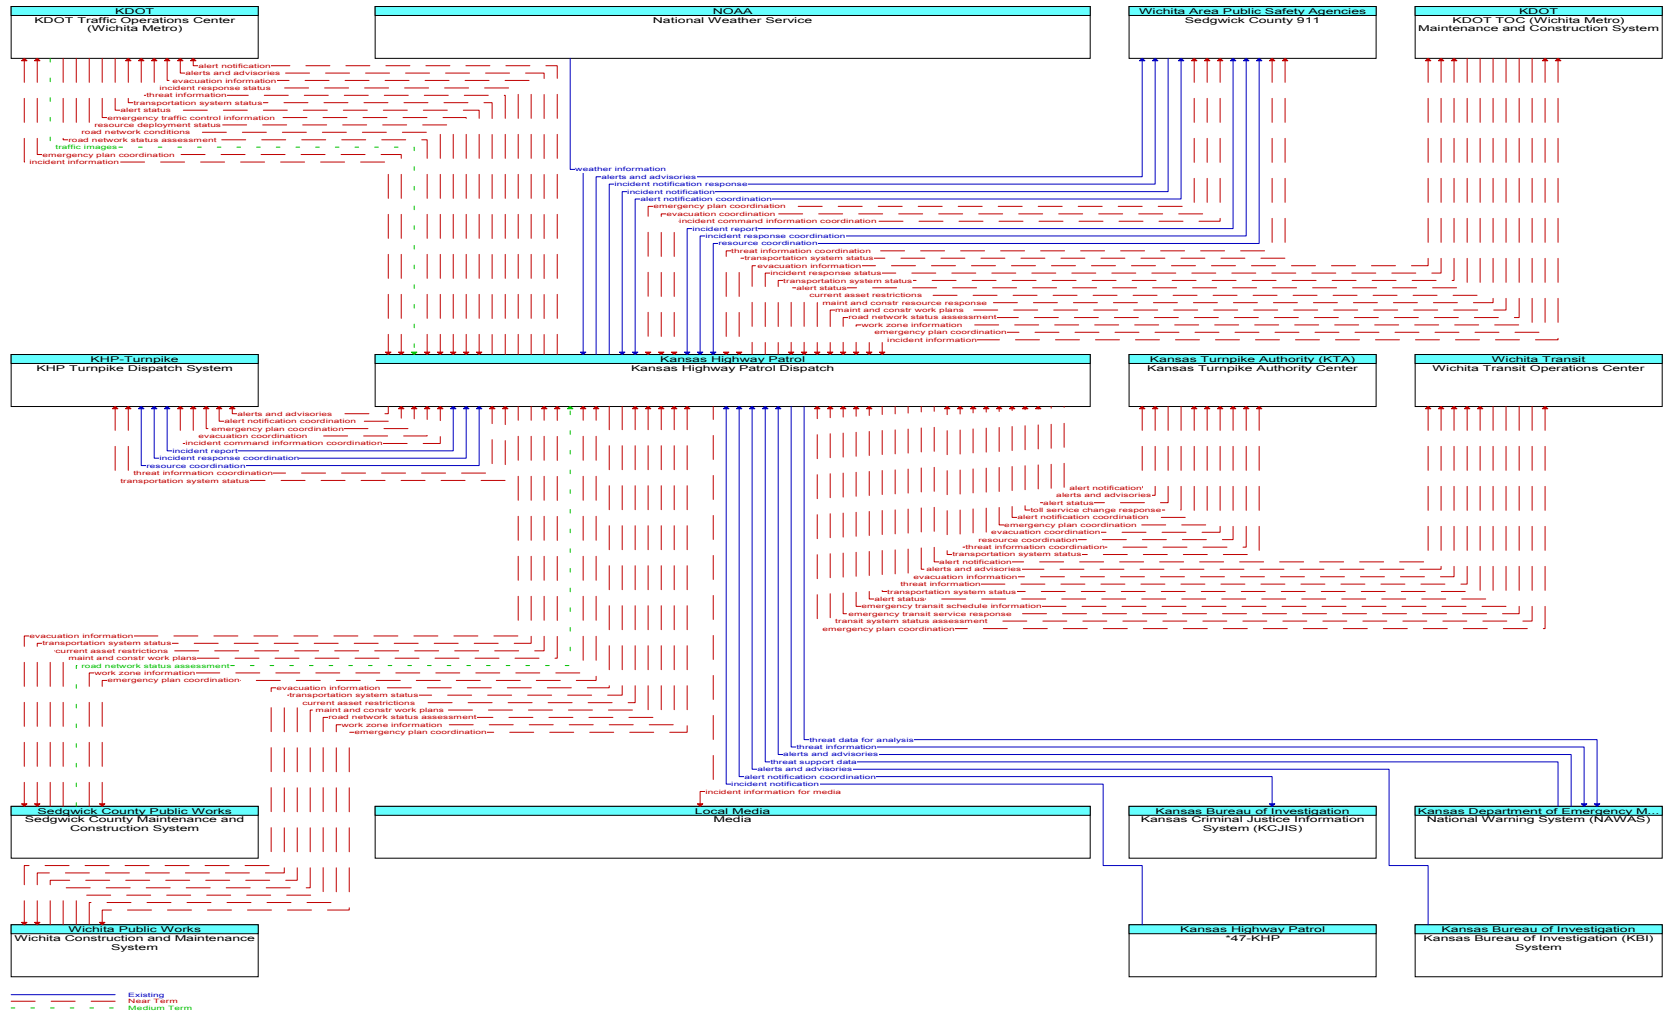 KDOT
KDOT Traffic Operations Center
(Wichita Metro)
NOAA
National Weather Service
Wichita Area Public Safety Agencies
Sedgwick County 911
KDOT
KDOT TOC (Wichita Metro)
Maintenance and Construction System
alert notification
alerts and advisories
evacuation information
incident response status
threat information
transportation system status
alert status
emergency traffic control information
resource deployment status
road network conditions
road network status assessment
traffic images
emergency plan coordination
incident information
weather information
alerts and advisories
incident notification response
incident notification
alert notification coordination
emergency plan coordination
evacuation coordination
incident command information coordination
incident report
incident response coordination
resource coordination
threat information coordination
transportation system status
evacuation information
incident response status
transportation system status
alert status
current asset restrictions
maint and constr resource response
maint and constr work plans
road network status assessment
work zone information
emergency plan coordination
incident information
KHP-Turnpike
KHP Turnpike Dispatch System
Kansas Highway Patrol
Kansas Highway Patrol Dispatch
Kansas Turnpike Authority (KTA)
Kansas Turnpike Authority Center
Wichita Transit
Wichita Transit Operations Center
alerts and advisories
alert notification coordination
emergency plan coordination
evacuation coordination
incident command information coordination
incident report
incident response coordination
resource coordination
threat information coordination
transportation system status
alert notification
alerts and advisories
alert status
toll service change response
alert notification coordination
emergency plan coordination
evacuation coordination
resource coordination
threat information coordination
transportation system status
alert notification
alerts and advisories
evacuation information
threat information
transportation system status
alert status
emergency transit schedule information
emergency transit service response
transit system status assessment
emergency plan coordination
evacuation information
transportation system status
current asset restrictions
maint and constr work plans
road network status assessment
work zone information
emergency plan coordination
evacuation information
transportation system status
current asset restrictions
maint and constr work plans
road network status assessment
work zone information
emergency plan coordination
threat data for analysis
threat information
alerts and advisories
threat support data
alerts and advisories
alert notification coordination
incident notification
incident information for media
Sedgwick County Public Works
Sedgwick County Maintenance and
Construction System
Local Media
Media
Kansas Bureau of Investigation
Kansas Criminal Justice Information
System (KCJIS)
Kansas Department of Emergency M...
National Warning System (NAWAS)
Wichita Public Works
Wichita Construction and Maintenance
System
Kansas Highway Patrol
*47-KHP
Kansas Bureau of Investigation
Kansas Bureau of Investigation (KBI)
System
Existing
Near Term
Medium Term